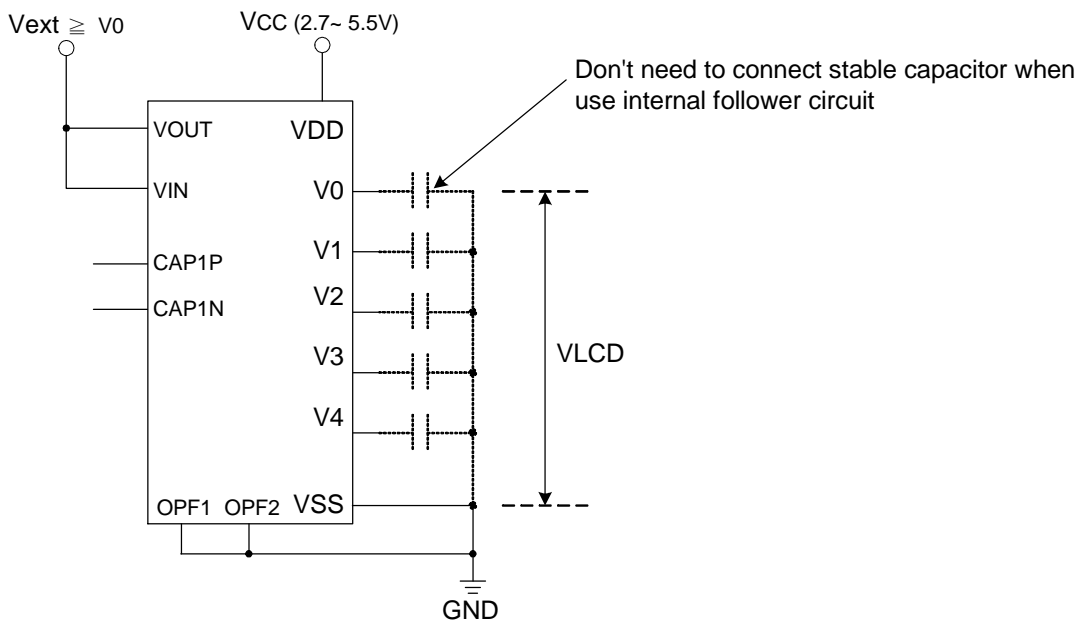 Vext ≧ V0
VCC (2.7~ 5.5V)
Don't need to connect stable capacitor when
use internal follower circuit
VOUT
VDD
VIN
V0
V1
CAP1P
V2
CAP1N
V3
VLCD
V4
OPF1 OPF2 VSS
GND